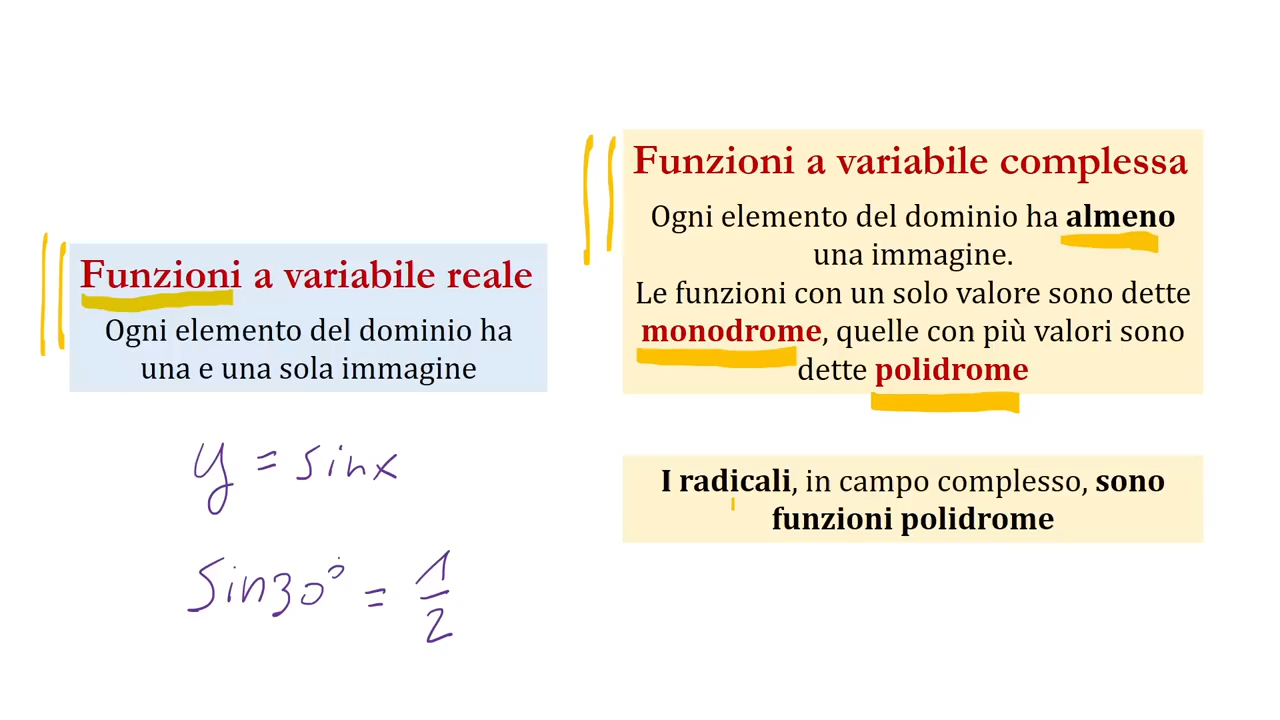 Funzioni a variabile reale
Ogni elemento del dominio ha
una e una sola immagine
y = sinx
Sin30° = 1/2
Funzioni a variabile complessa
Ogni elemento del dominio ha almeno
una immagine.
Le funzioni con un solo valore sono dette
monodrome, quelle con più valori sono
dette polidrome
I radicali, in campo complesso, sono
funzioni polidrome